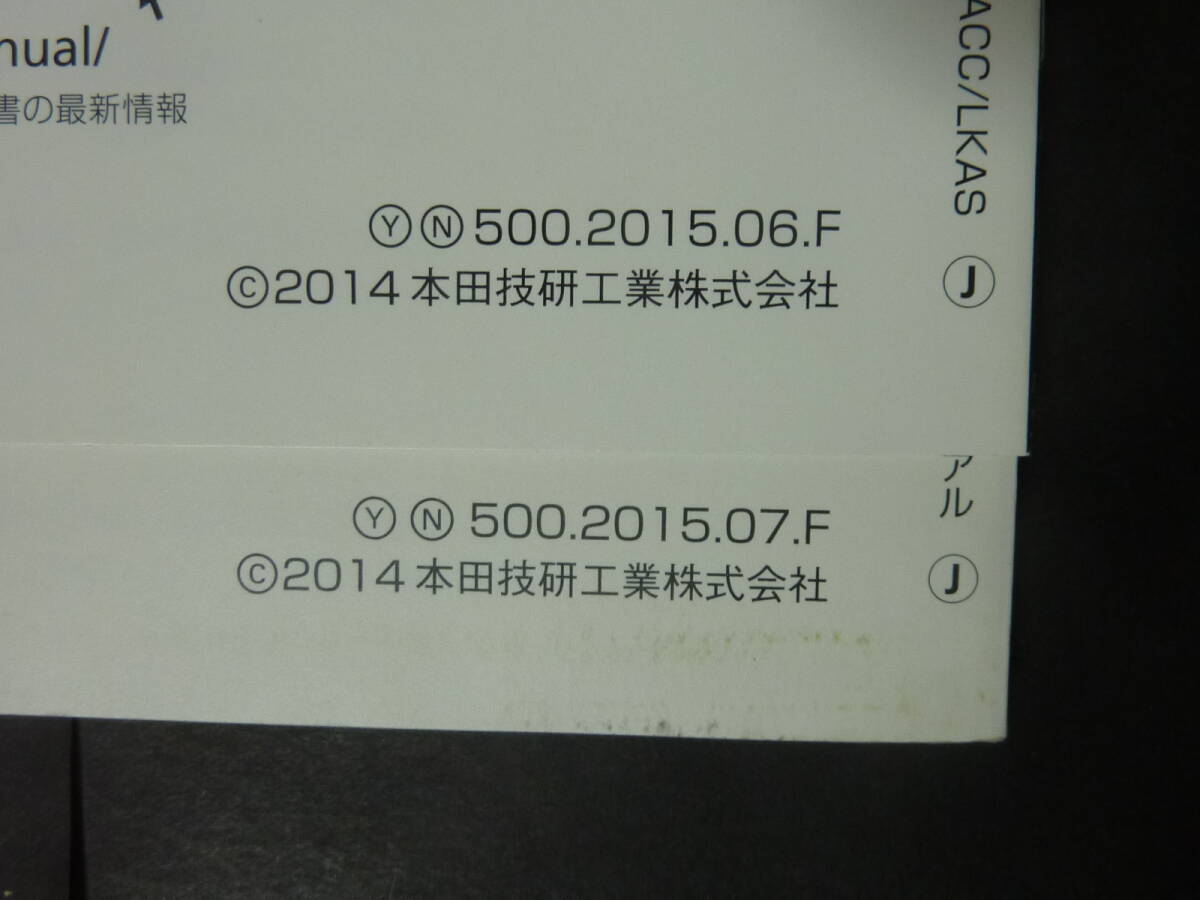 nual/
書の最新情報
ACC/LKAS Ⓙ
ⓎⓃ500.2015.06.F
©2014 本田技研工業株式会社
アル Ⓙ
Ⓨ Ⓝ 500.2015.07.F
©2014 本田技研工業株式会社